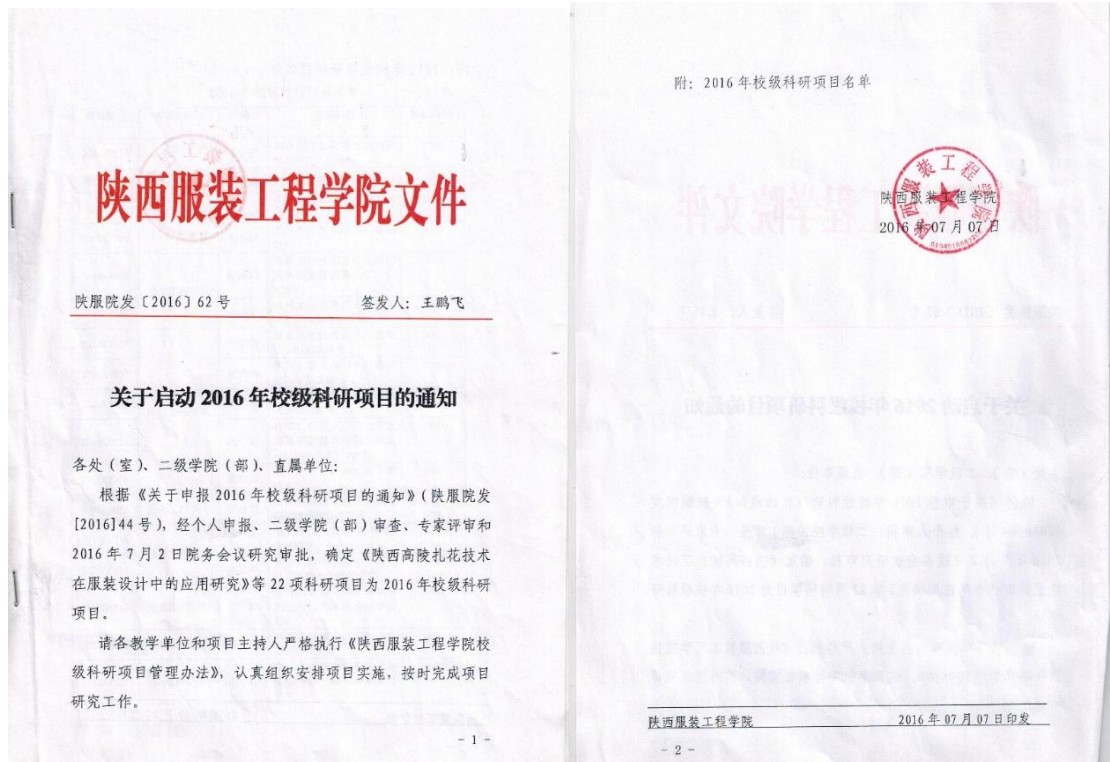 陕西服装工程学院文件
陕服院发〔2016〕62号 签发人：王鹏飞
关于启动2016年校级科研项目的通知
各处（室）、二级学院（部）、直属单位：
根据《关于申报2016年校级科研项目的通知》（陕服院发
[2016]44号），经个人申报、二级学院（部）审查、专家评审和
2016年7月2日院务会议研究审批，确定《陕西高陵扎花技术
在服装设计中的应用研究》等22项科研项目为2016年校级科研
项目。
请各教学单位和项目主持人严格执行《陕西服装工程学院校
级科研项目管理办法》，认真组织安排项目实施，按时完成项目
研究工作。
- 1 -
附：2016年校级科研项目名单
陕西服装工程学院
陕西服装工程学院
2016年07月07日
陕西服装工程学院 2016年07月07日印发
- 2 -